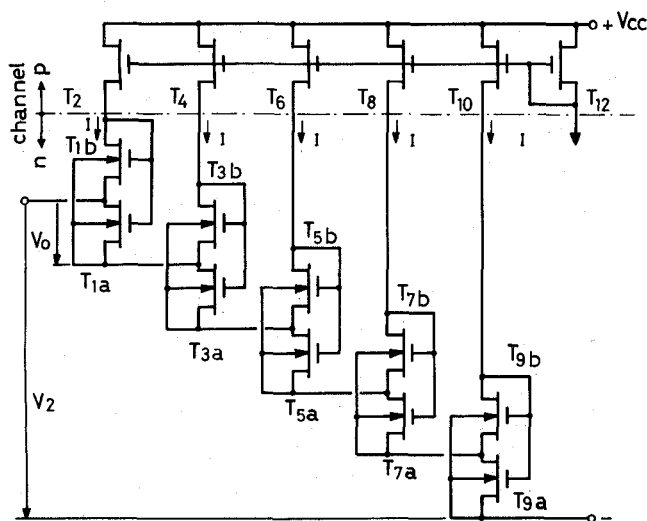 + Vcc
channel
p
n
T2
T4
T6
T8
T10
T12
I
I
I
I
I
T1b
T3b
Vo
T1a
T5b
T3a
T7b
V2
T5a
T9b
T7a
T9a
−